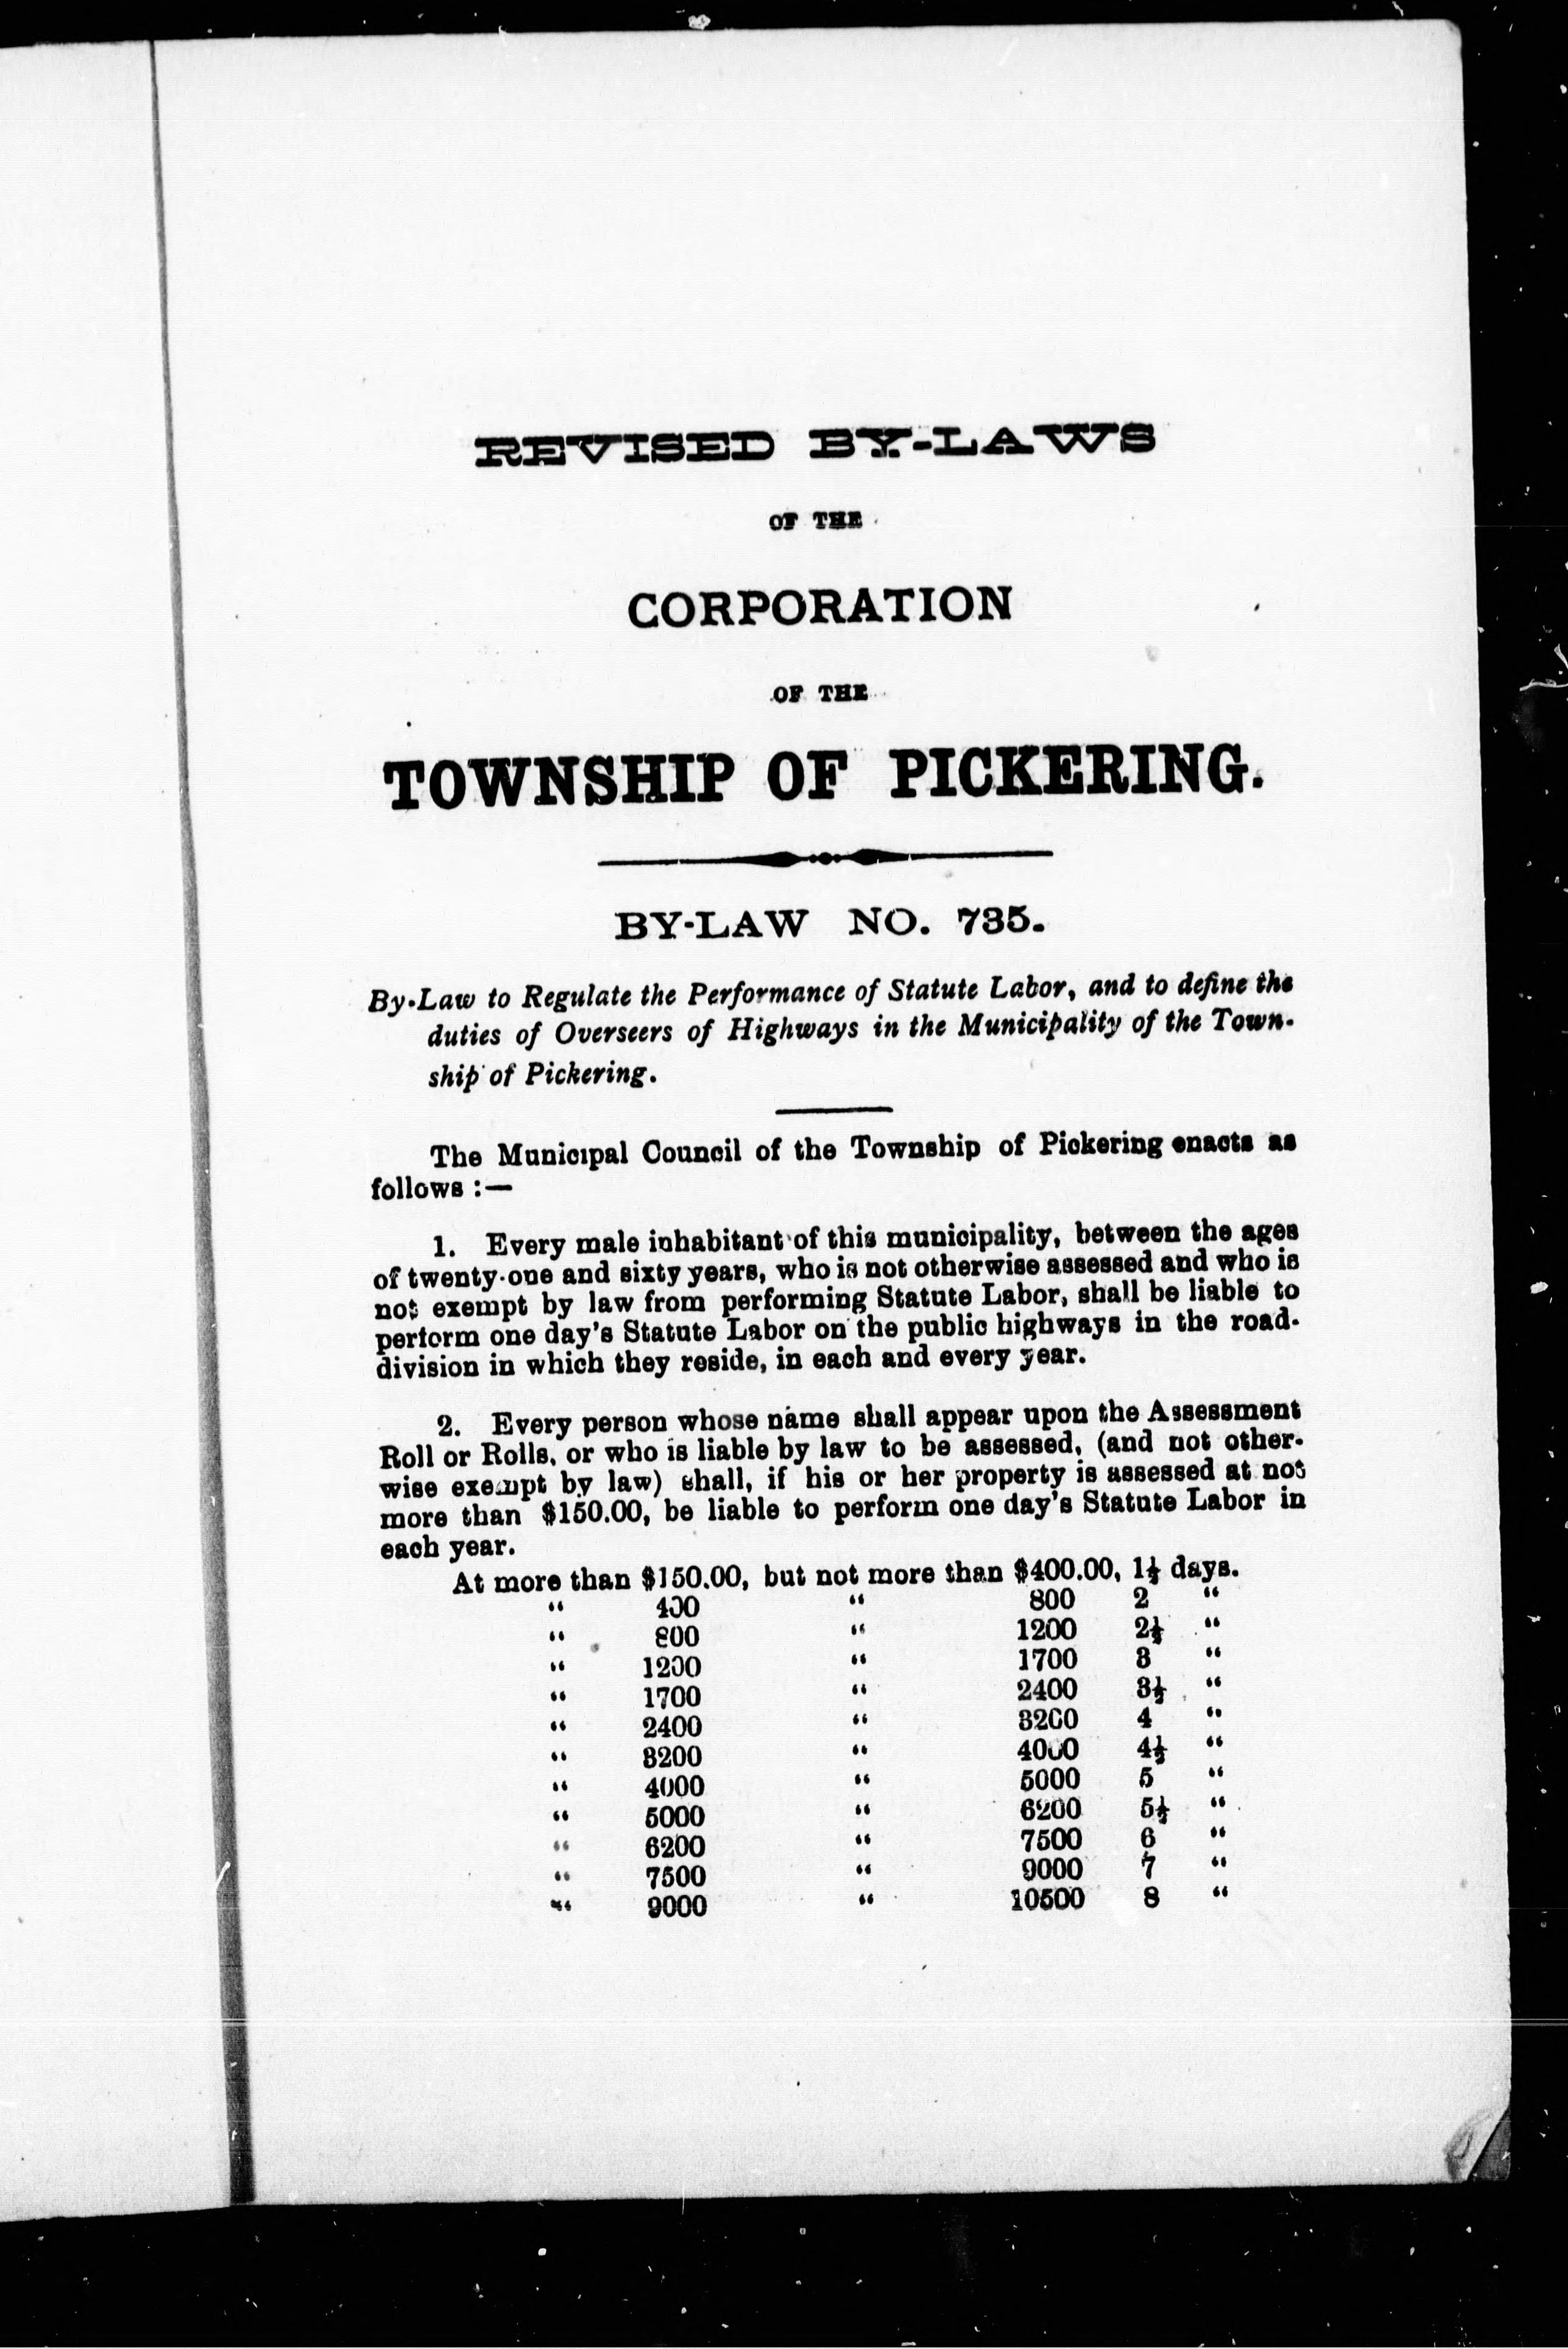 REVISED BY-LAWS
OF THE
CORPORATION
OF THE
TOWNSHIP OF PICKERING.
BY-LAW NO. 735.
By-Law to Regulate the Performance of Statute Labor, and to define the
duties of Overseers of Highways in the Municipality of the Town-
ship of Pickering.
The Municipal Council of the Township of Pickering enacts as
follows :—
1. Every male inhabitant of this municipality, between the ages
of twenty-one and sixty years, who is not otherwise assessed and who is
not exempt by law from performing Statute Labor, shall be liable to
perform one day's Statute Labor on the public highways in the road-
division in which they reside, in each and every year.
2. Every person whose name shall appear upon the Assessment
Roll or Rolls, or who is liable by law to be assessed, (and not other-
wise exempt by law) shall, if his or her property is assessed at not
more than $150.00, be liable to perform one day's Statute Labor in
each year.
At more than $150.00, but not more than $400.00, 1½ days.
" 400 " 800 2 "
" 800 " 1200 2½ "
" 1200 " 1700 3 "
" 1700 " 2400 3½ "
" 2400 " 3200 4 "
" 3200 " 4000 4½ "
" 4000 " 5000 5 "
" 5000 " 6200 5½ "
" 6200 " 7500 6 "
" 7500 " 9000 7 "
" 9000 " 10500 8 "